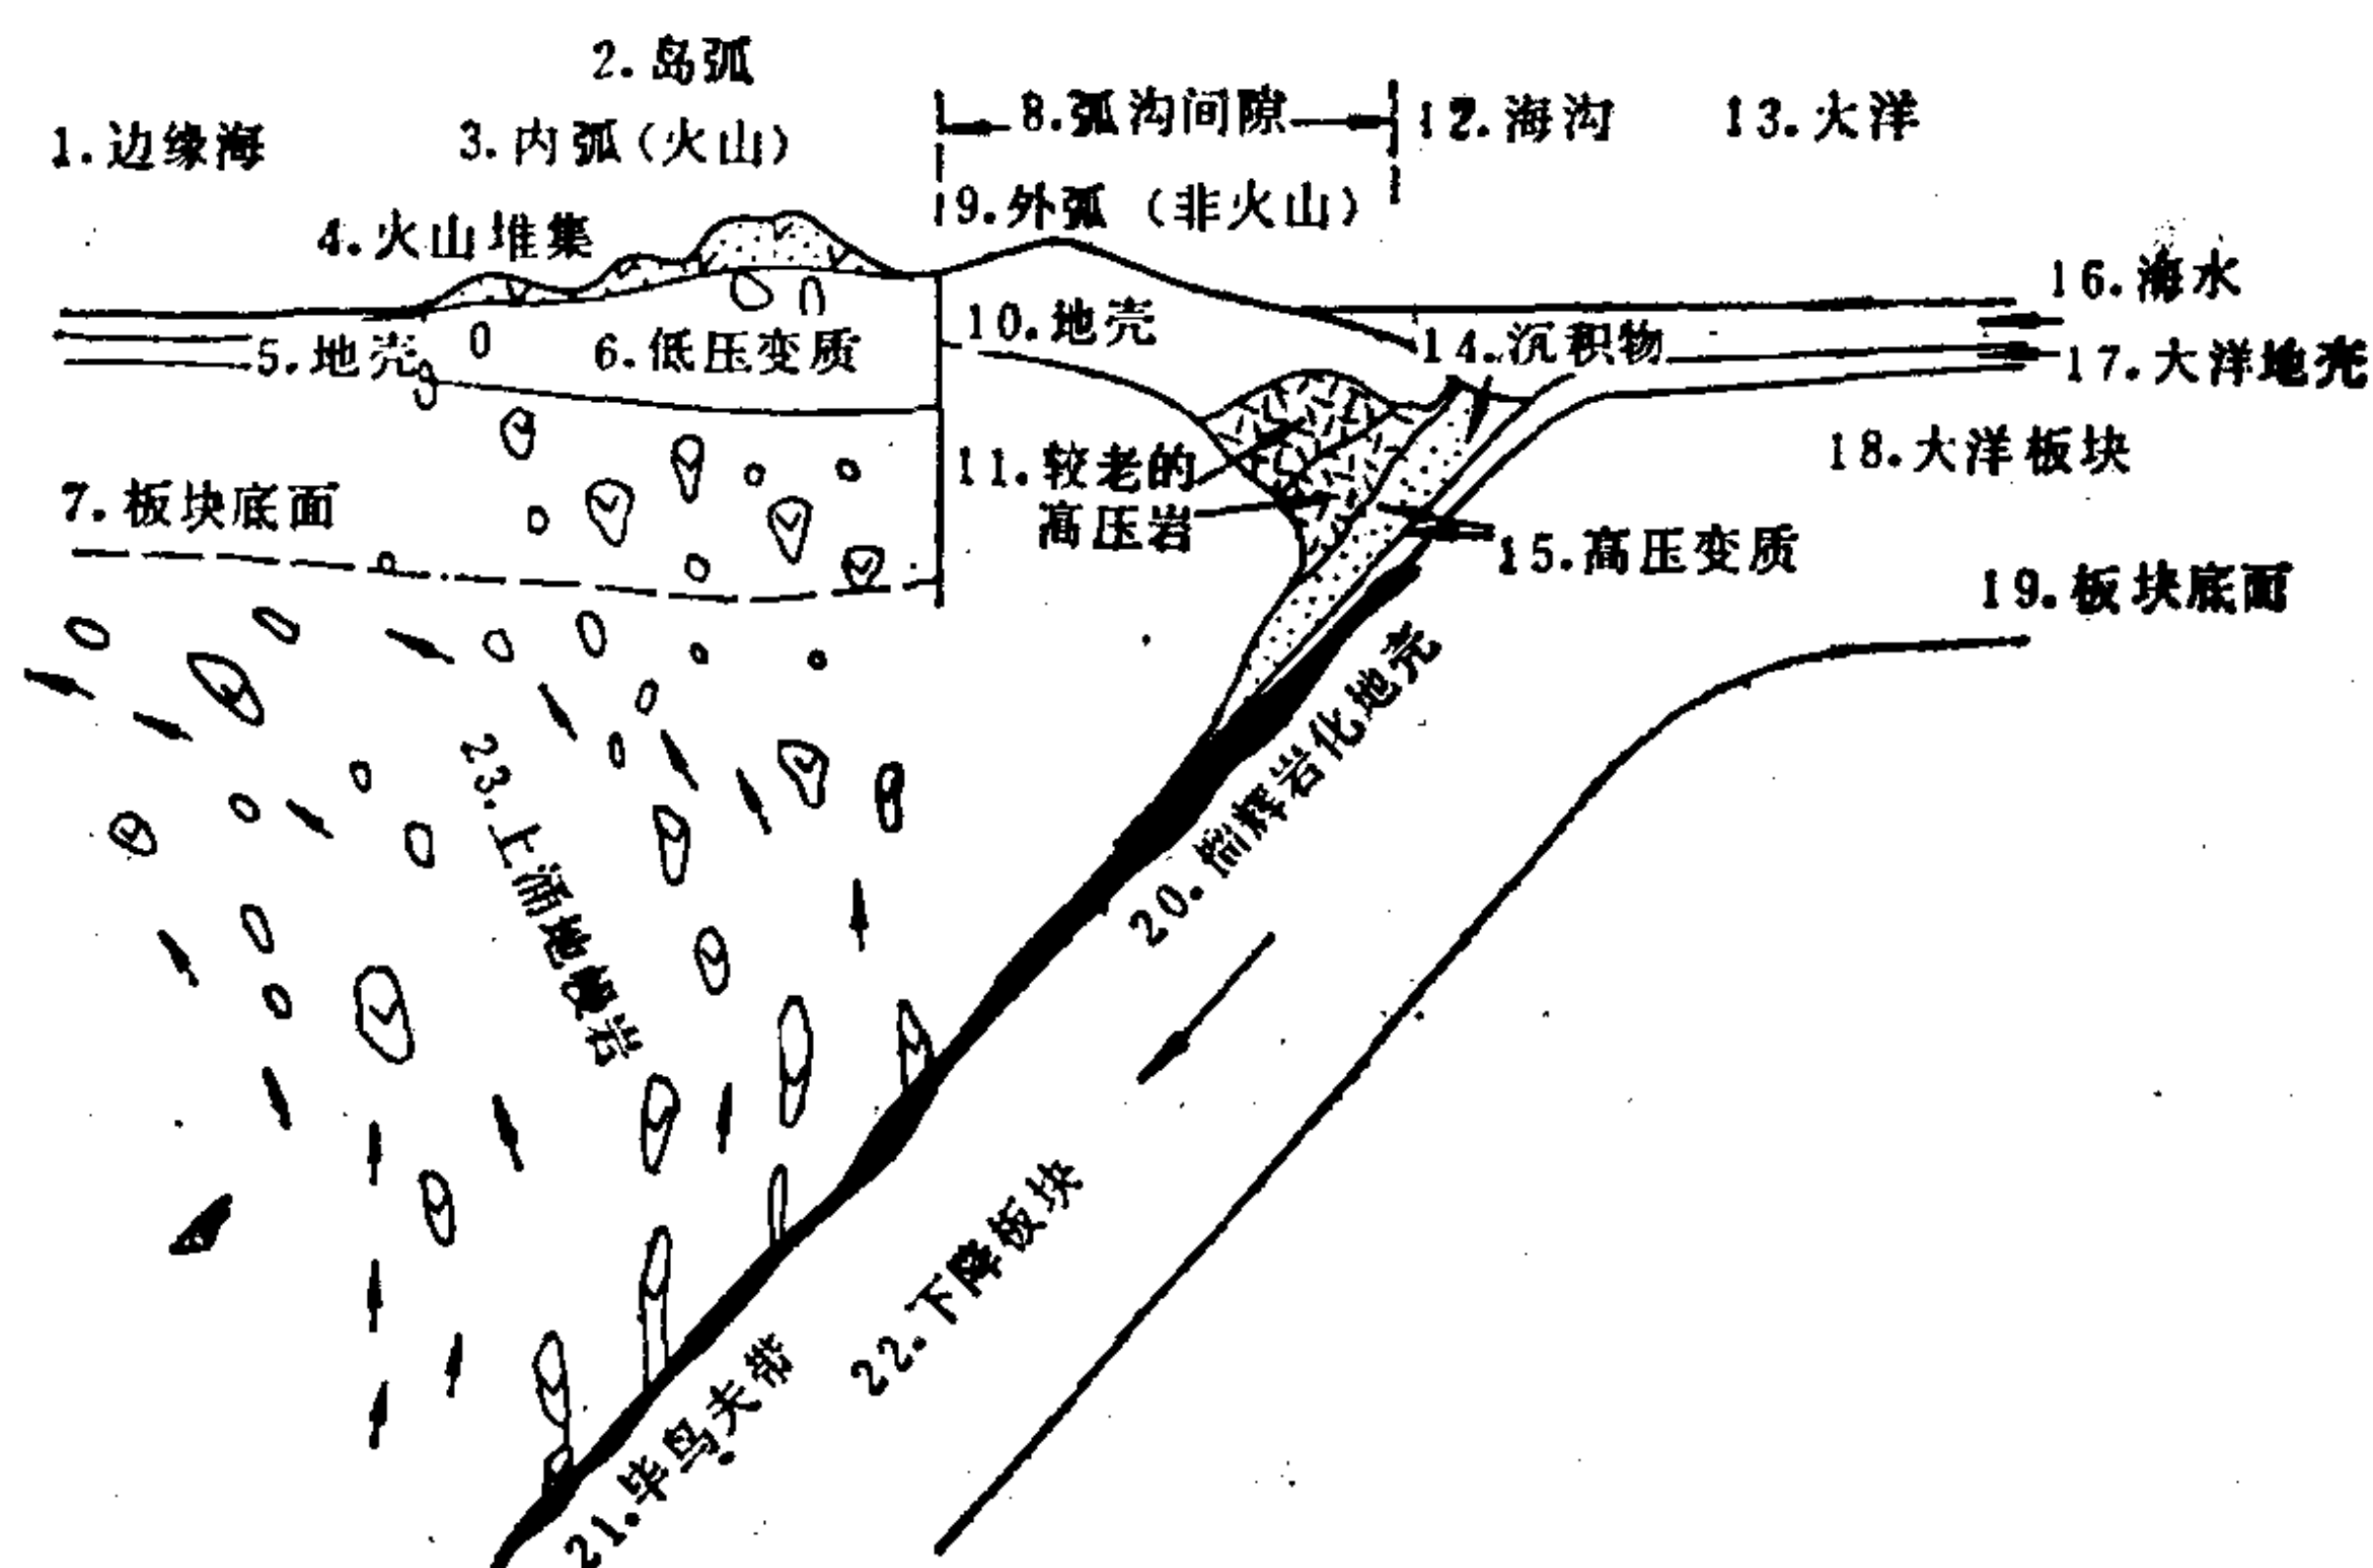 1.边缘海
2.岛弧
3.内弧(火山)
4.火山堆集
5.地壳
6.低压变质
7.板块底面
8.弧沟间隙
9.外弧（非火山）
10.地壳
11.较老的
高压岩
12.海沟
13.大洋
14.沉积物
15.高压变质
16.海水
17.大洋地壳
18.大洋板块
19.板块底面
20.榴辉岩化地壳
21.毕鸟夫带
22.下降板块
23.上涌地幔岩